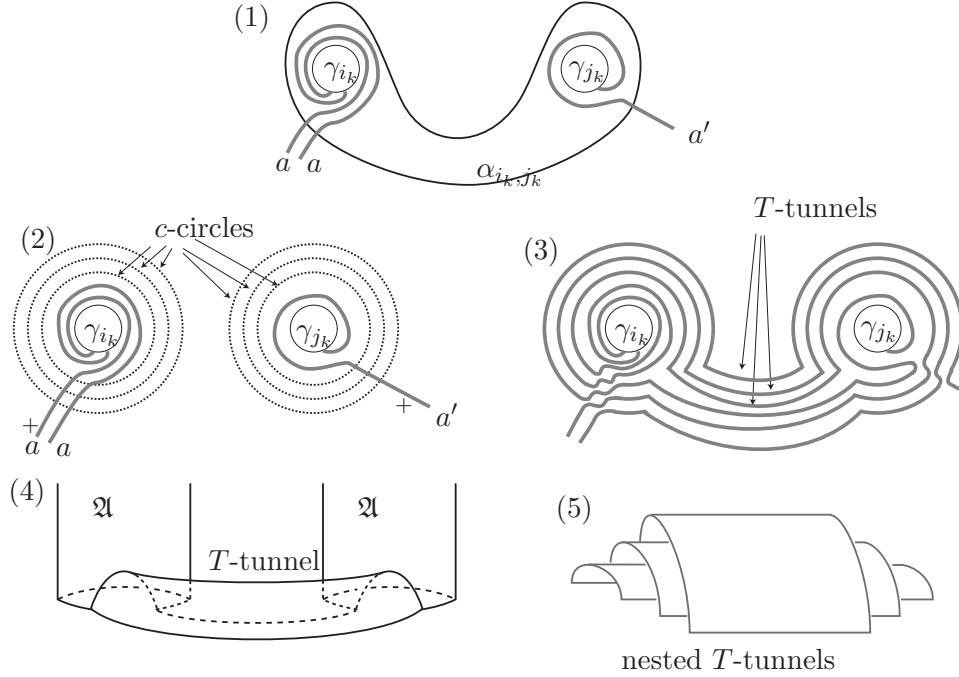 (1)
γ_{i_k}
γ_{j_k}
a a
a′
α_{i_k,j_k}
(2)
c-circles
γ_{i_k}
γ_{j_k}
+
a a
+
a′
(3)
T-tunnels
γ_{i_k}
γ_{j_k}
(4)
𝔄 𝔄
T-tunnel
(5)
nested T-tunnels